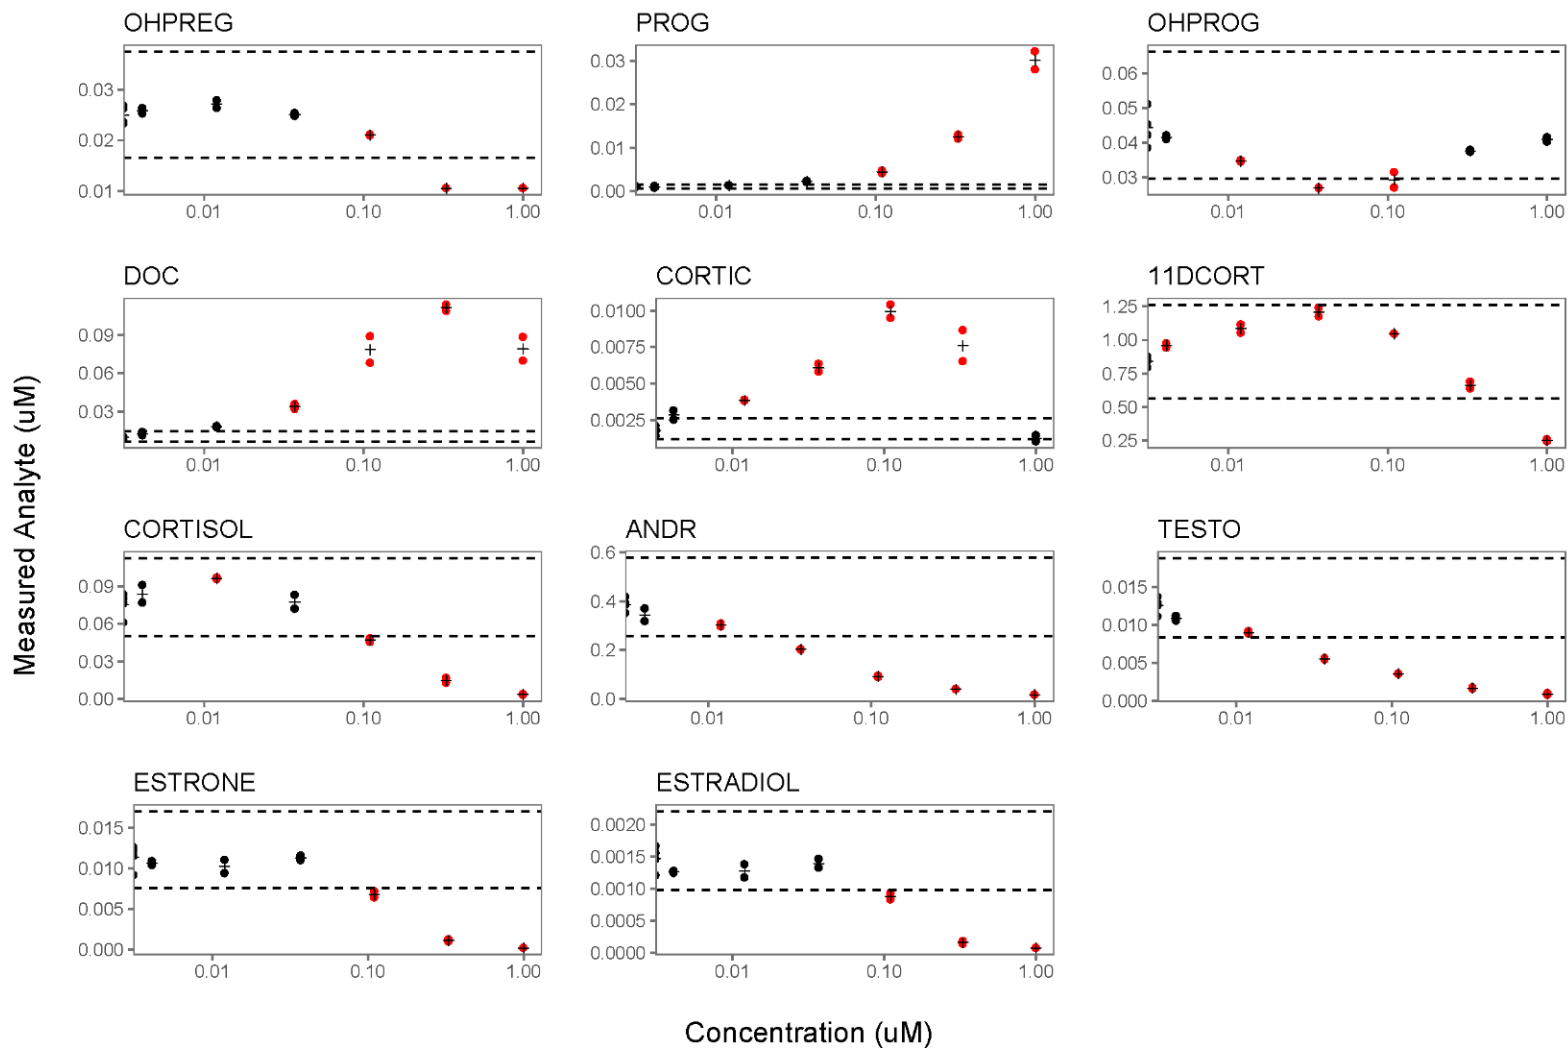 OHPREG PROG OHPROG
0.03 0.03 0.06
0.02 0.02 0.05
0.01 0.01 0.04
0.00 0.03
0.01 0.10 1.00 0.01 0.10 1.00 0.01 0.10 1.00
DOC CORTIC 11DCORT
0.09 0.0100 1.25
0.06 0.0075 1.00
0.03 0.0050 0.75
0.0025 0.50
0.25
0.01 0.10 1.00 0.01 0.10 1.00 0.01 0.10 1.00
Measured Analyte (uM)
CORTISOL ANDR TESTO
0.09 0.6 0.015
0.06 0.4 0.010
0.03 0.2 0.005
0.00 0.0 0.000
0.01 0.10 1.00 0.01 0.10 1.00 0.01 0.10 1.00
ESTRONE ESTRADIOL
0.015 0.0020
0.010 0.0015
0.005 0.0010
0.000 0.0005
0.0000
0.01 0.10 1.00 0.01 0.10 1.00
Concentration (uM)